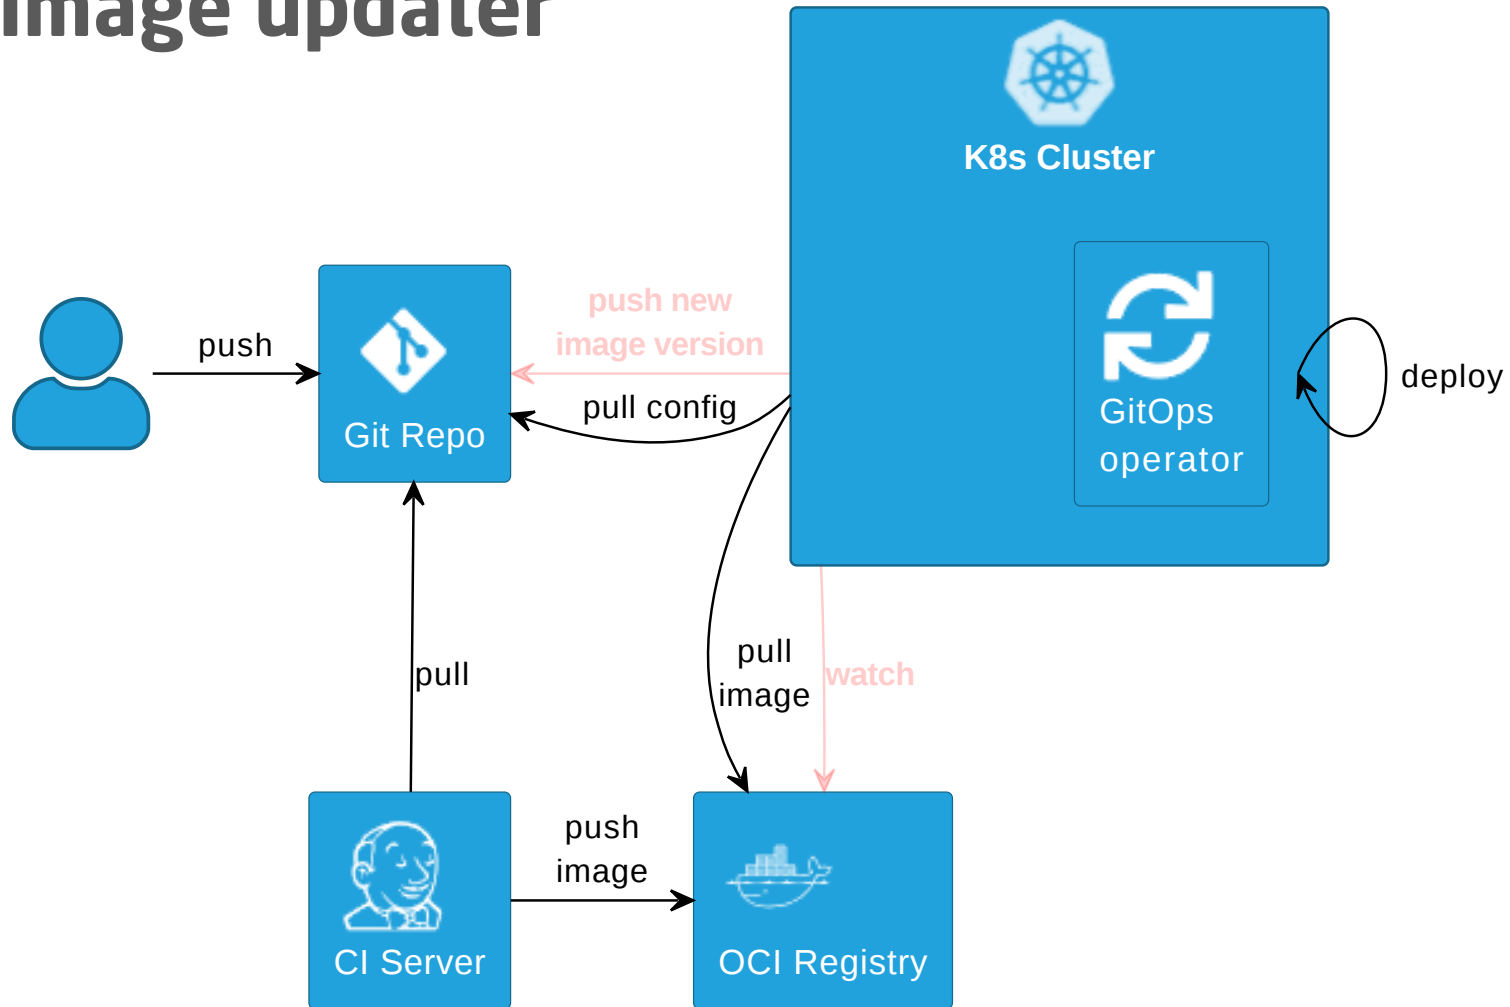 image updater
K8s Cluster
push new
image version
push
pull config
deploy
GitOps
operator
Git Repo
pull
image
watch
pull
push
image
CI Server
OCI Registry